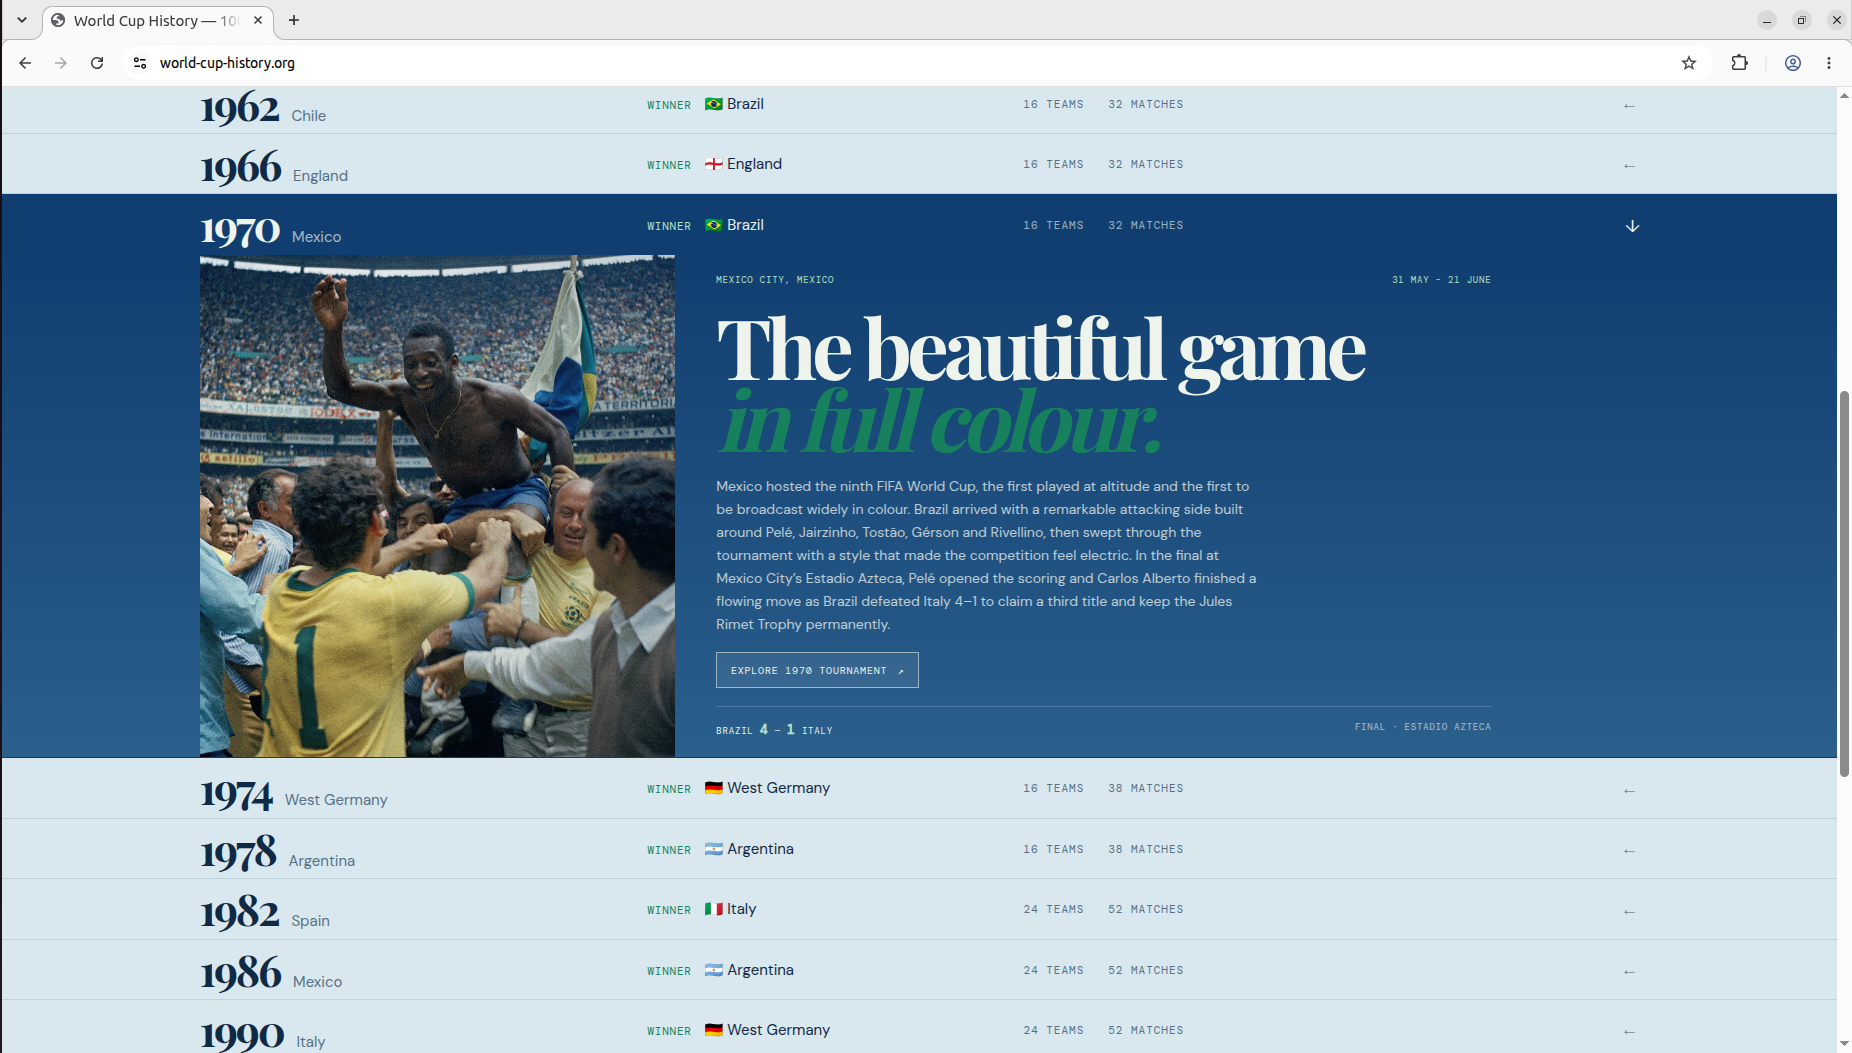 World Cup History — 10
world-cup-history.org
1962 Chile WINNER Brazil 16 TEAMS 32 MATCHES ←
1966 England WINNER England 16 TEAMS 32 MATCHES ←
1970 Mexico WINNER Brazil 16 TEAMS 32 MATCHES ↓
MEXICO CITY, MEXICO 31 MAY – 21 JUNE
The beautiful game
in full colour.
Mexico hosted the ninth FIFA World Cup, the first played at altitude and the first to
be broadcast widely in colour. Brazil arrived with a remarkable attacking side built
around Pelé, Jairzinho, Tostão, Gérson and Rivellino, then swept through the
tournament with a style that made the competition feel electric. In the final at
Mexico City’s Estadio Azteca, Pelé opened the scoring and Carlos Alberto finished a
flowing move as Brazil defeated Italy 4–1 to claim a third title and keep the Jules
Rimet Trophy permanently.
EXPLORE 1970 TOURNAMENT ↗
BRAZIL 4 – 1 ITALY FINAL · ESTADIO AZTECA
1974 West Germany WINNER West Germany 16 TEAMS 38 MATCHES ←
1978 Argentina WINNER Argentina 16 TEAMS 38 MATCHES ←
1982 Spain WINNER Italy 24 TEAMS 52 MATCHES ←
1986 Mexico WINNER Argentina 24 TEAMS 52 MATCHES ←
1990 Italy WINNER West Germany 24 TEAMS 52 MATCHES ←